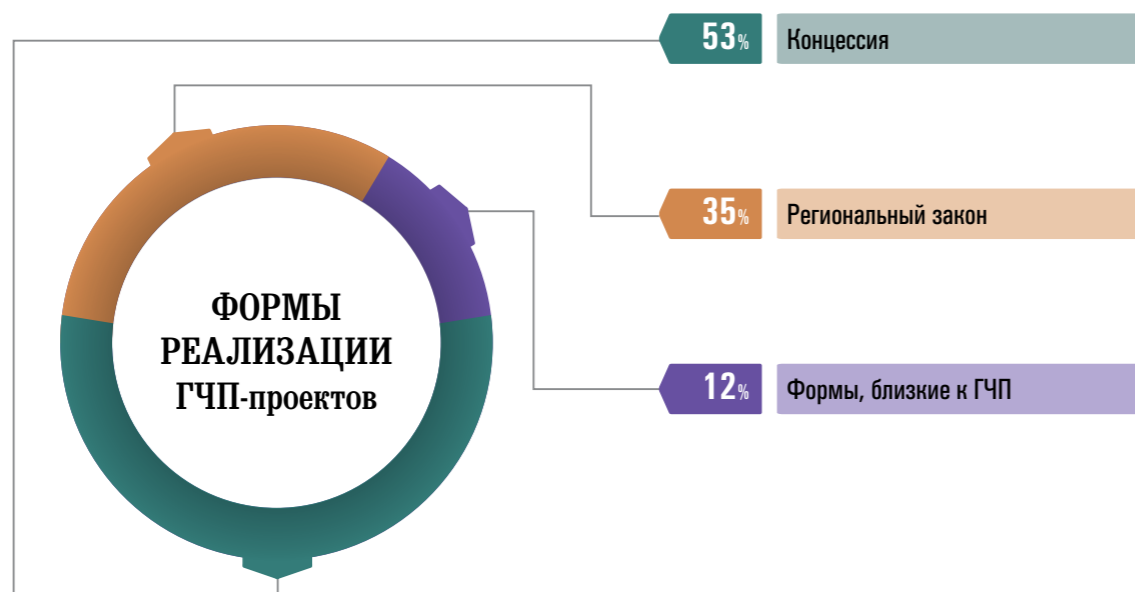 53% Концессия
35% Региональный закон
12% Формы, близкие к ГЧП
ФОРМЫ
РЕАЛИЗАЦИИ
ГЧП-проектов